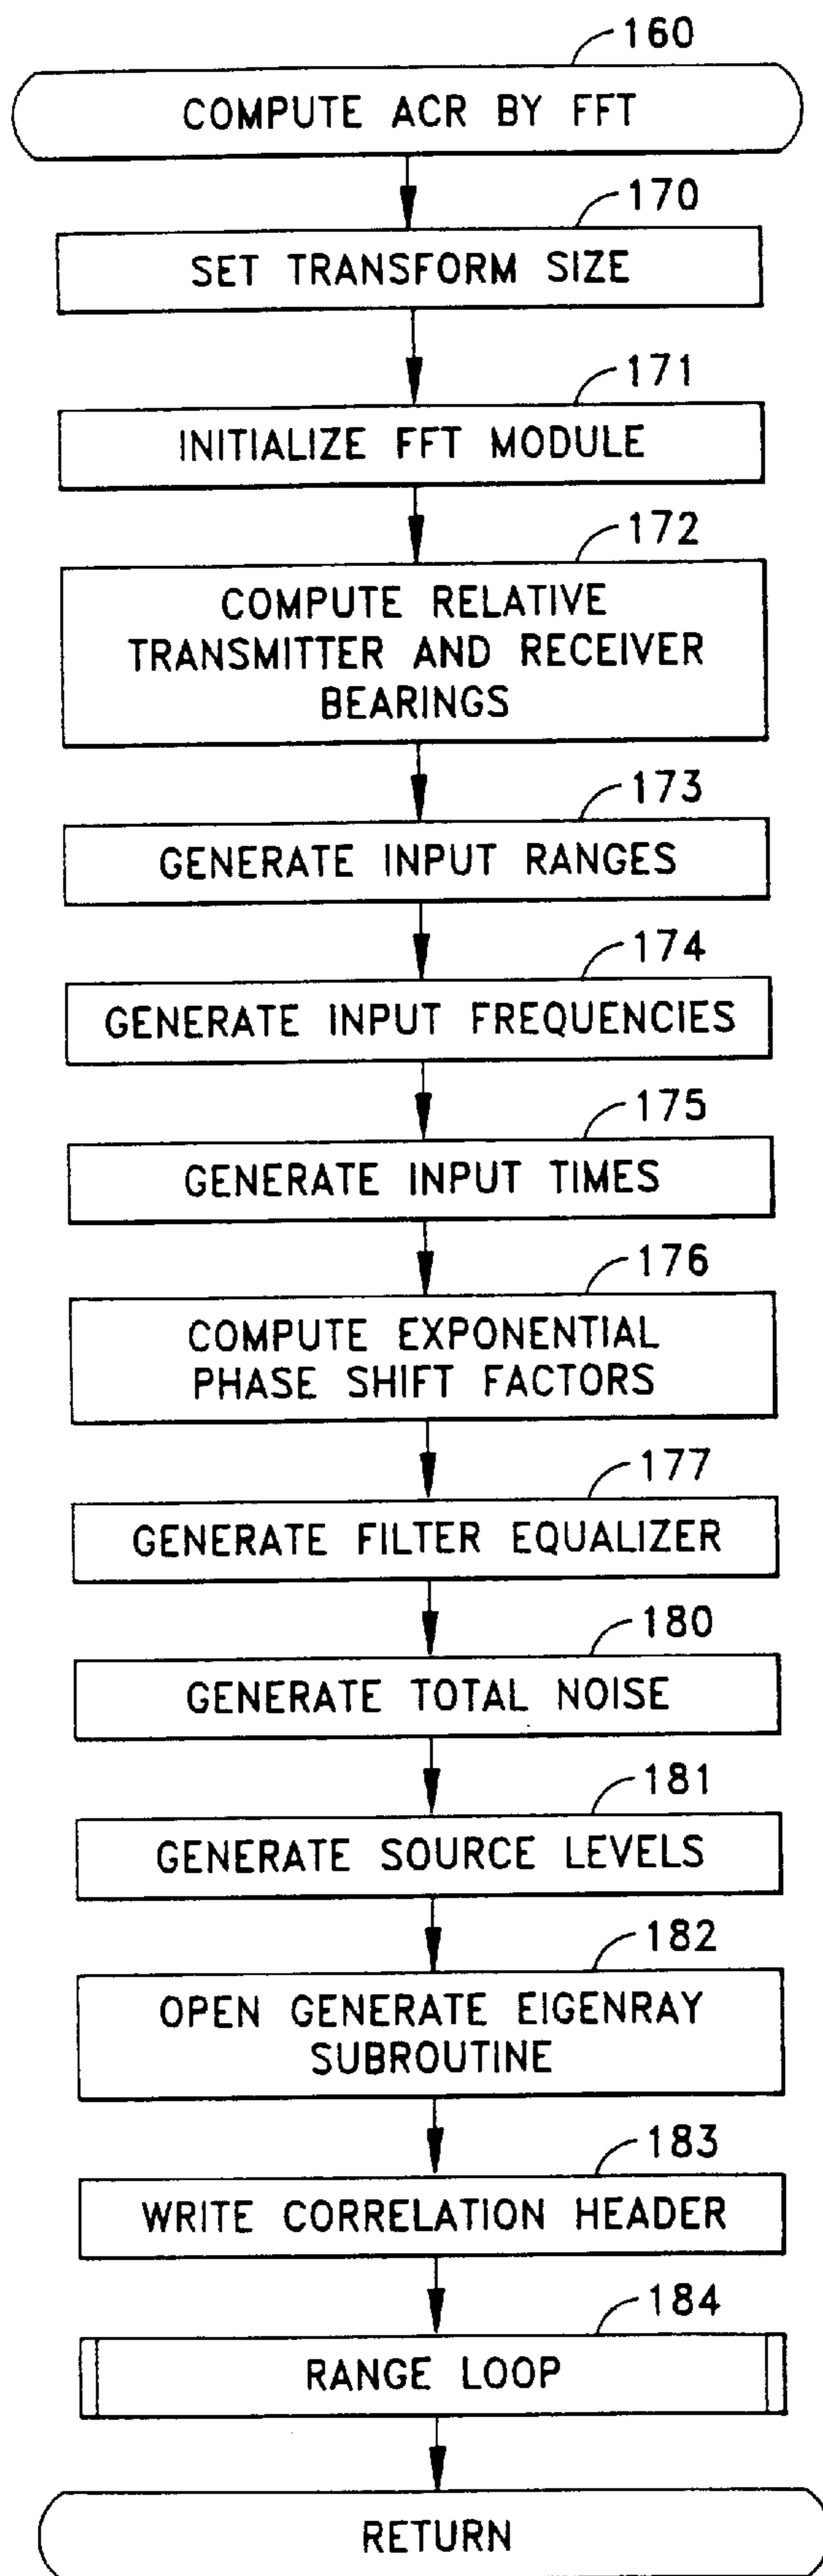 160
COMPUTE ACR BY FFT
170
SET TRANSFORM SIZE
171
INITIALIZE FFT MODULE
172
COMPUTE RELATIVE
TRANSMITTER AND RECEIVER
BEARINGS
173
GENERATE INPUT RANGES
174
GENERATE INPUT FREQUENCIES
175
GENERATE INPUT TIMES
176
COMPUTE EXPONENTIAL
PHASE SHIFT FACTORS
177
GENERATE FILTER EQUALIZER
180
GENERATE TOTAL NOISE
181
GENERATE SOURCE LEVELS
182
OPEN GENERATE EIGENRAY
SUBROUTINE
183
WRITE CORRELATION HEADER
184
RANGE LOOP
RETURN